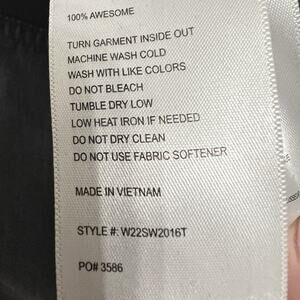 100% AWESOME
TURN GARMENT INSIDE OUT
MACHINE WASH COLD
WASH WITH LIKE COLORS
DO NOT BLEACH
TUMBLE DRY LOW
LOW HEAT IRON IF NEEDED
DO NOT DRY CLEAN
DO NOT USE FABRIC SOFTENER
MADE IN VIETNAM
STYLE #: W22SW2016T
PO# 3586